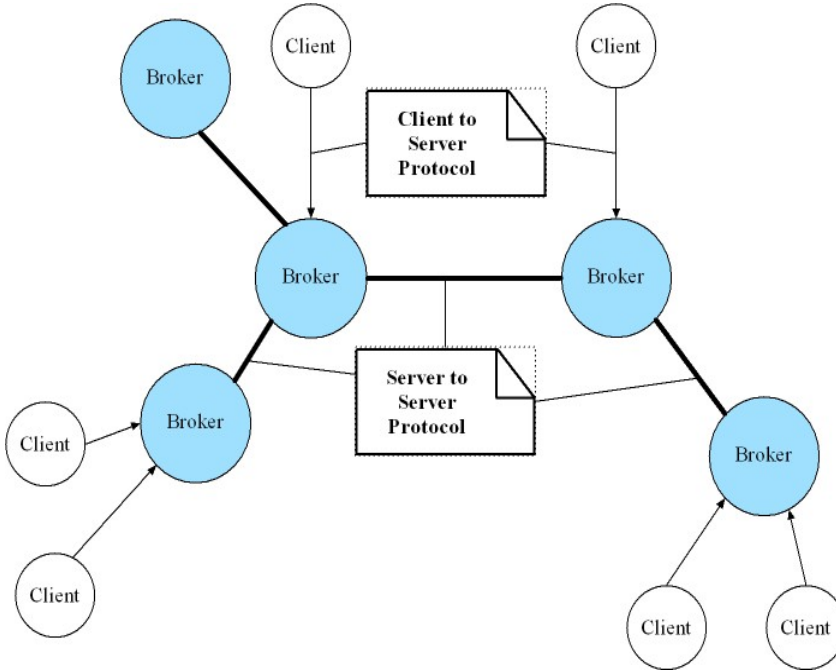 Client
Client
Broker
Client to
Server
Protocol
Broker
Broker
Server to
Server
Protocol
Broker
Client
Broker
Client
Client
Client